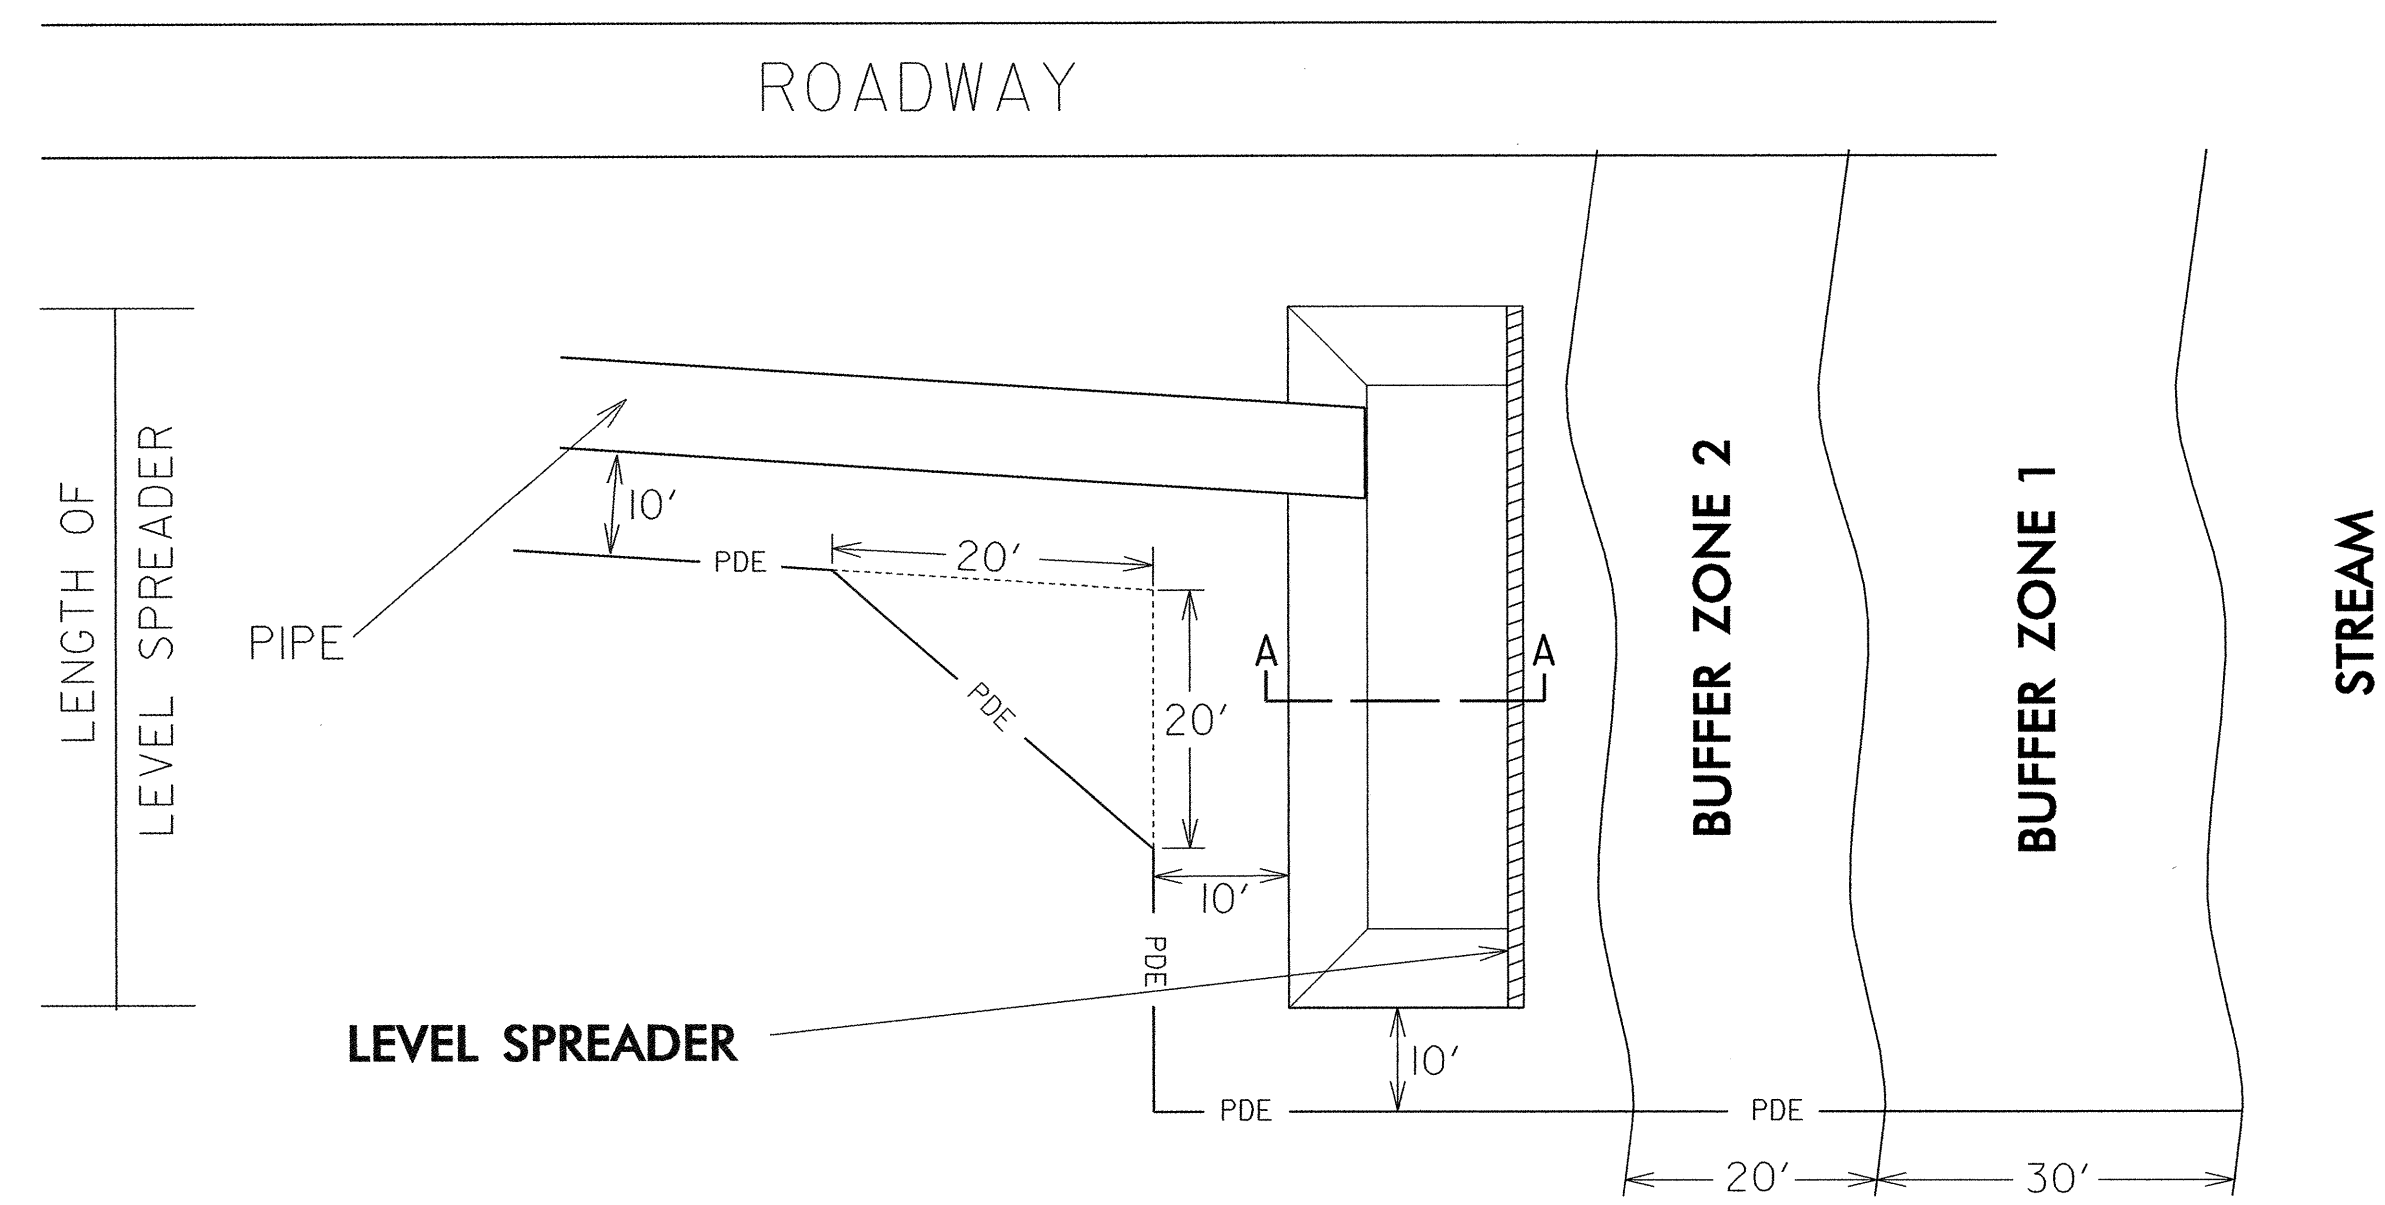 ROADWAY
LENGTH OF
LEVEL SPREADER
PIPE
10'
PDE
20'
PDE
20'
A
A
10'
PDE
LEVEL SPREADER
10'
PDE
PDE
BUFFER ZONE 2
BUFFER ZONE 1
STREAM
20'
30'